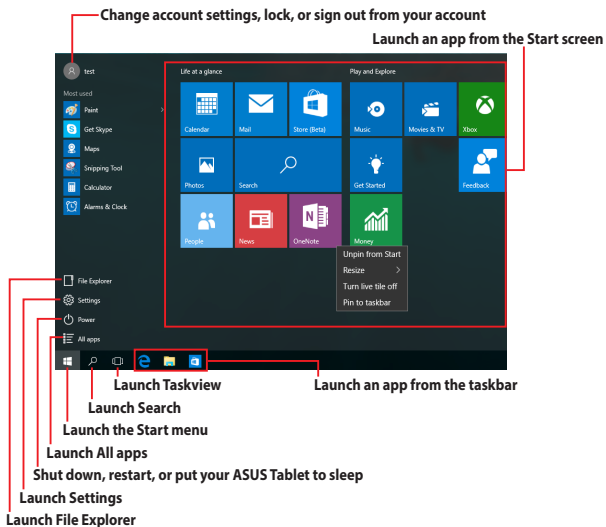 Change account settings, lock, or sign out from your account
Launch an app from the Start screen
test
Life at a glance
Play and Explore
Most used
Paint
Get Skype
Maps
Snipping Tool
Calculator
Alarms & Clock
Calendar
Mail
Store (Beta)
Music
Movies & TV
Xbox
Photos
Search
Get Started
Feedback
People
News
OneNote
Money
Unpin from Start
Resize
Turn live tile off
Pin to taskbar
File Explorer
Settings
Power
All apps
Launch Taskview
Launch an app from the taskbar
Launch Search
Launch the Start menu
Launch All apps
Shut down, restart, or put your ASUS Tablet to sleep
Launch Settings
Launch File Explorer